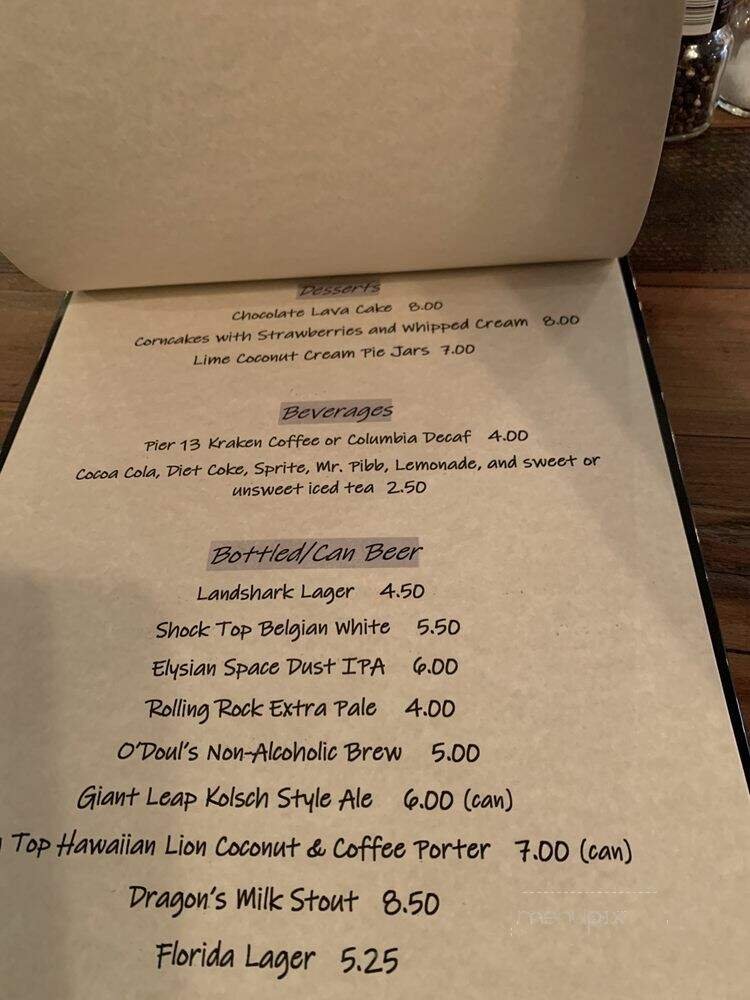 Desserts
Chocolate Lava Cake 8.00
Corncakes with Strawberries and Whipped Cream 8.00
Lime Coconut Cream Pie Jars 7.00
Beverages
Pier 13 Kraken Coffee or Columbia Decaf 4.00
Cocoa Cola, Diet Coke, Sprite, Mr. Pibb, Lemonade, and sweet or
unsweet iced tea 2.50
Bottled/Can Beer
Landshark Lager 4.50
Shock Top Belgian White 5.50
Elysian Space Dust IPA 6.00
Rolling Rock Extra Pale 4.00
O'Doul's Non-Alcoholic Brew 5.00
Giant Leap Kolsch Style Ale 6.00 (can)
Top Hawaiian Lion Coconut & Coffee Porter 7.00 (can)
Dragon's Milk Stout 8.50
menupix
Florida Lager 5.25